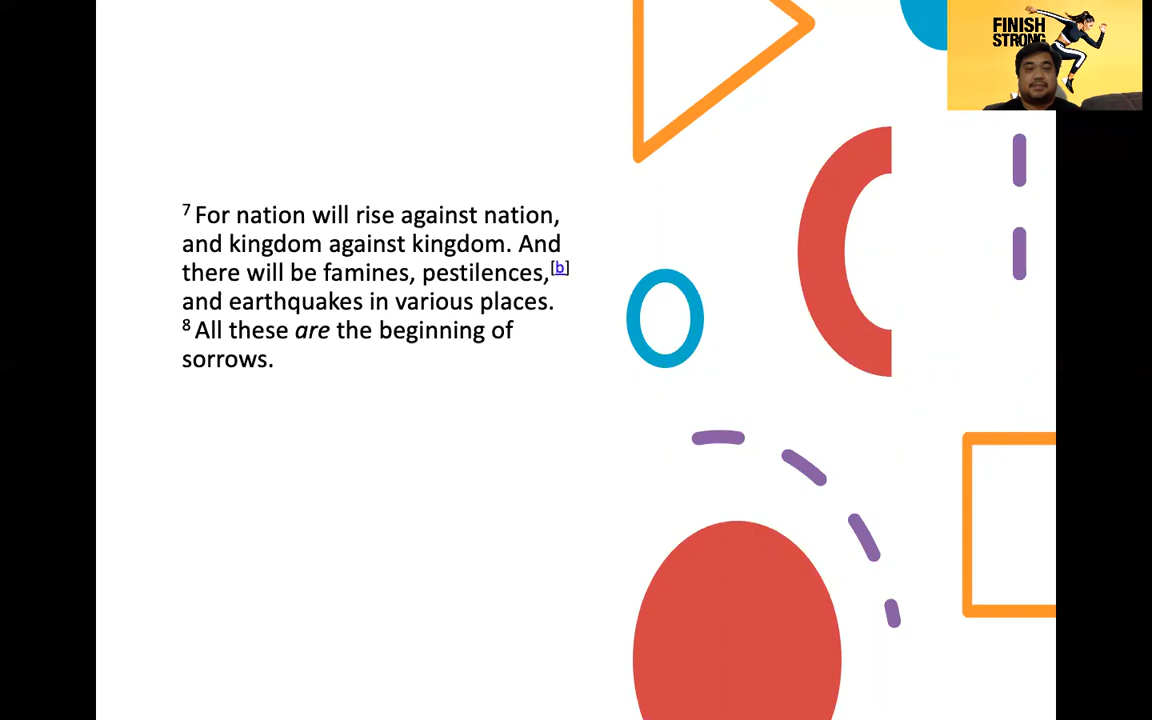 ⁷ For nation will rise against nation,
and kingdom against kingdom. And
there will be famines, pestilences,[b]
and earthquakes in various places.
⁸ All these are the beginning of
sorrows.
FINISH
STRONG